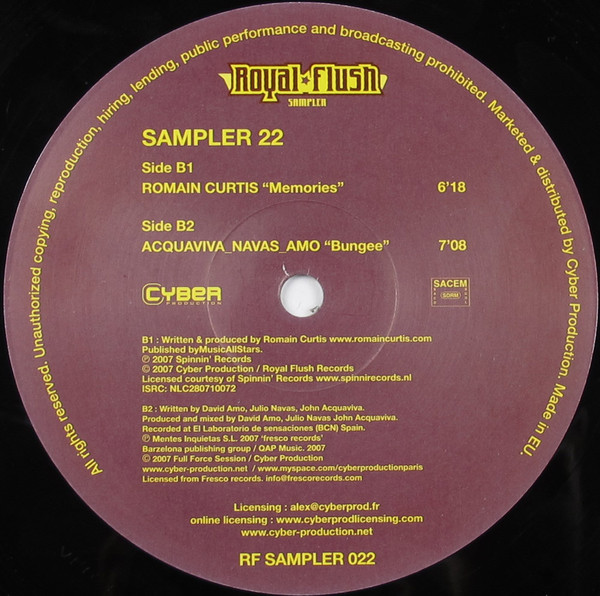 All rights reserved. Unauthorized copying, reproduction, hiring, lending, public performance and broadcasting prohibited. Marketed & distributed by Cyber Production. Made in EU.
Royal★Flush
SAMPLER
SAMPLER 22
Side B1
ROMAIN CURTIS “Memories” 6'18
Side B2
ACQUAVIVA_NAVAS_AMO “Bungee” 7'08
CYBER
PRODUCTION
SACEM
SDRM
B1 : Written & produced by Romain Curtis www.romaincurtis.com
Published byMusicAllStars.
℗ 2007 Spinnin' Records
© 2007 Cyber Production / Royal Flush Records
Licensed courtesy of Spinnin' Records www.spinnirecords.nl
ISRC: NLC280710072
B2 : Written by David Amo, Julio Navas, John Acquaviva.
Produced and mixed by David Amo, Julio Navas John Acquaviva.
Recorded at El Laboratorio de sensaciones (BCN) Spain.
℗ Mentes Inquietas S.L. 2007 'fresco records'
Barzelona publishing group / QAP Music. 2007
© 2007 Full Force Session / Cyber Production
www.cyber-production.net / www.myspace.com/cyberproductionparis
Licensed from Fresco records. info@frescorecords.com
Licensing : alex@cyberprod.fr
online licensing : www.cyberprodlicensing.com
www.cyber-production.net
RF SAMPLER 022